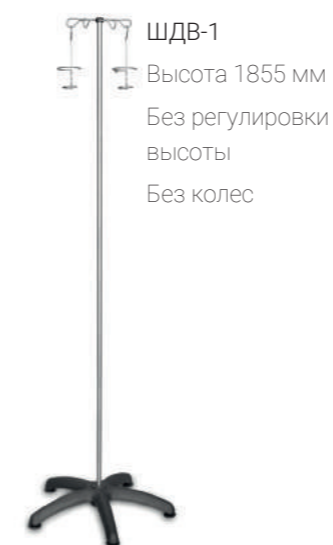 ШДВ-1
Высота 1855 мм
Без регулировки
высоты
Без колес